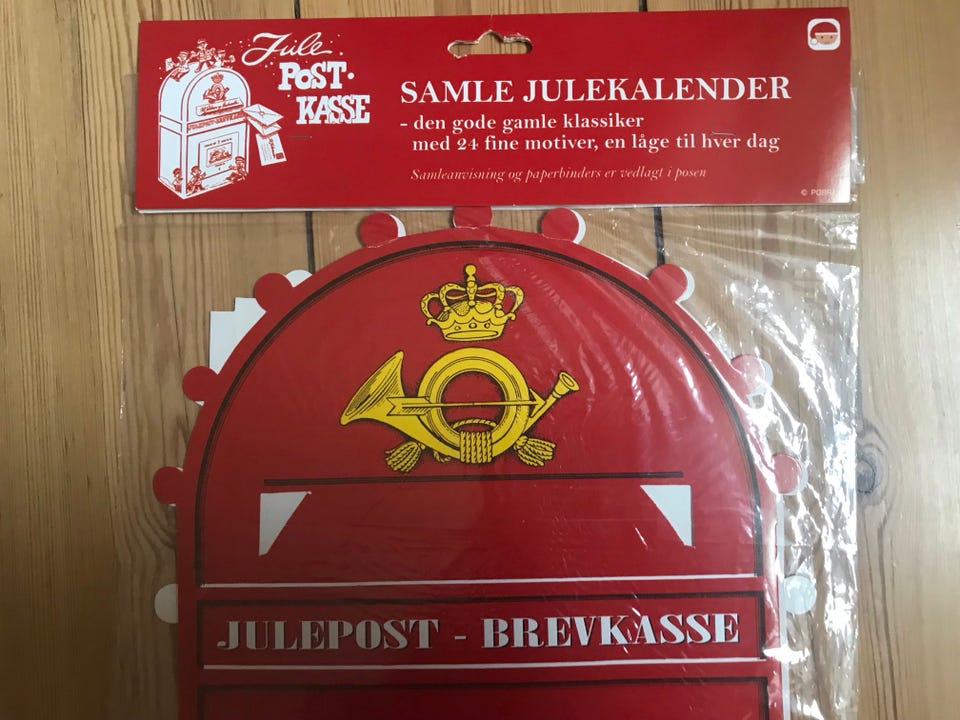 Jule
POST-
KASSE
SAMLE JULEKALENDER
- den gode gamle klassiker
med 24 fine motiver, en låge til hver dag
Samleanvisning og paperbinders er vedlagt i posen
JULEPOST - BREVKASSE